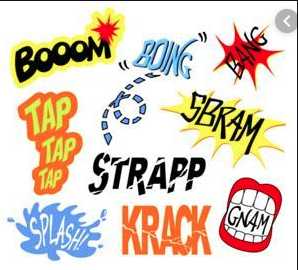 BOOOM
BOING
BANG
TAP
TAP
TAP
SBRAM
STRAPP
SPLASH!
KRACK
GNAM